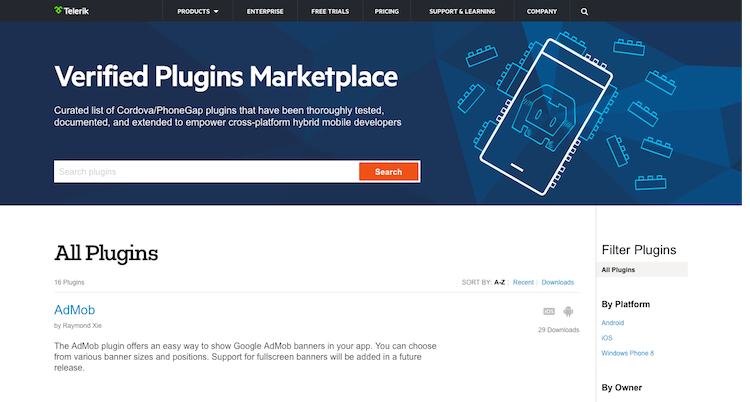 Telerik
PRODUCTS ENTERPRISE FREE TRIALS PRICING SUPPORT & LEARNING COMPANY
Verified Plugins Marketplace
Curated list of Cordova/PhoneGap plugins that have been thoroughly tested,
documented, and extended to empower cross-platform hybrid mobile developers
Search plugins Search
All Plugins
16 Plugins SORT BY: A-Z | Recent | Downloads
AdMob
by Raymond Xie
iOS
29 Downloads
The AdMob plugin offers an easy way to show Google AdMob banners in your app. You can choose
from various banner sizes and positions. Support for fullscreen banners will be added in a future
release.
Filter Plugins
All Plugins
By Platform
Android
iOS
Windows Phone 8
By Owner